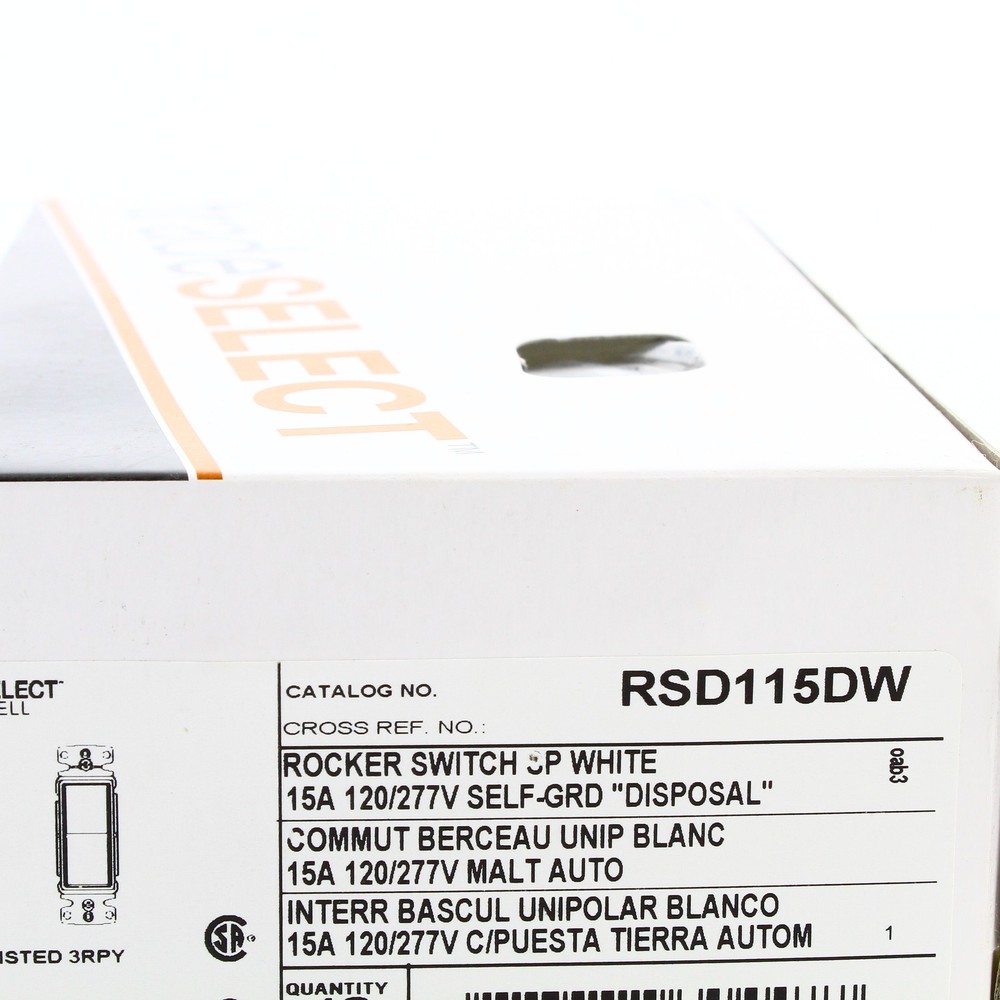 tradeSELECT™
ELECT
ELL
CATALOG NO. RSD115DW
CROSS REF. NO.:
ROCKER SWITCH SP WHITE
15A 120/277V SELF-GRD "DISPOSAL"
oab3
COMMUT BERCEAU UNIP BLANC
15A 120/277V MALT AUTO
INTERR BASCUL UNIPOLAR BLANCO
15A 120/277V C/PUESTA TIERRA AUTOM 1
ISTED 3RPY
QUANTITY